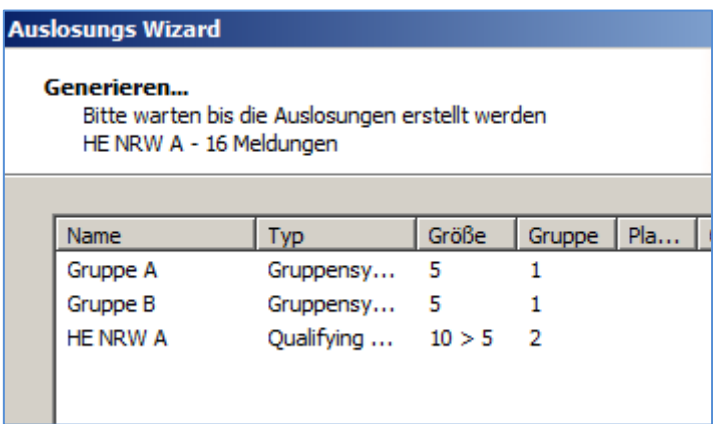 Auslosungs Wizard
Generieren...
Bitte warten bis die Auslosungen erstellt werden
HE NRW A - 16 Meldungen
Name Typ Größe Gruppe Pla...
Gruppe A Gruppensy... 5 1
Gruppe B Gruppensy... 5 1
HE NRW A Qualifying ... 10 > 5 2